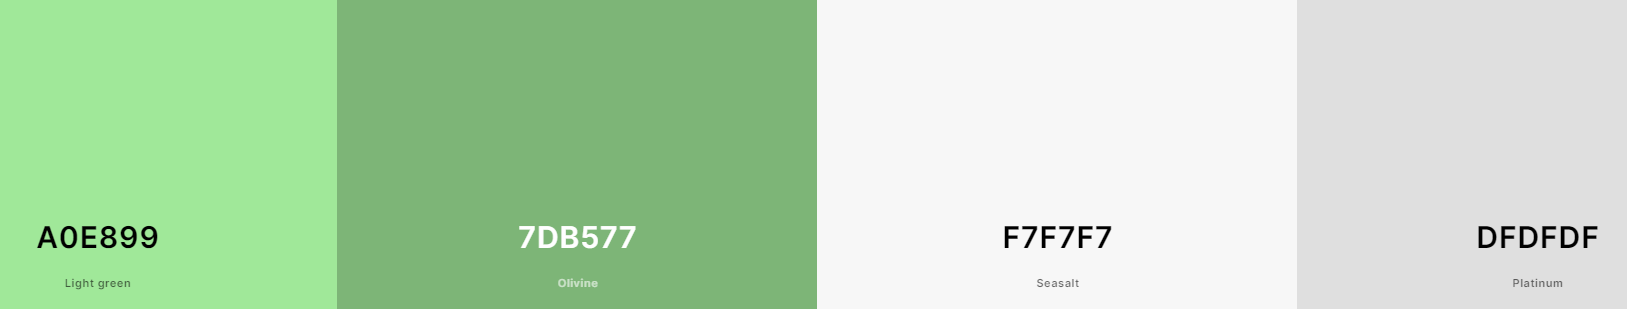 A0E899
Light green
7DB577
Olivine
F7F7F7
Seasalt
DFDFDF
Platinum